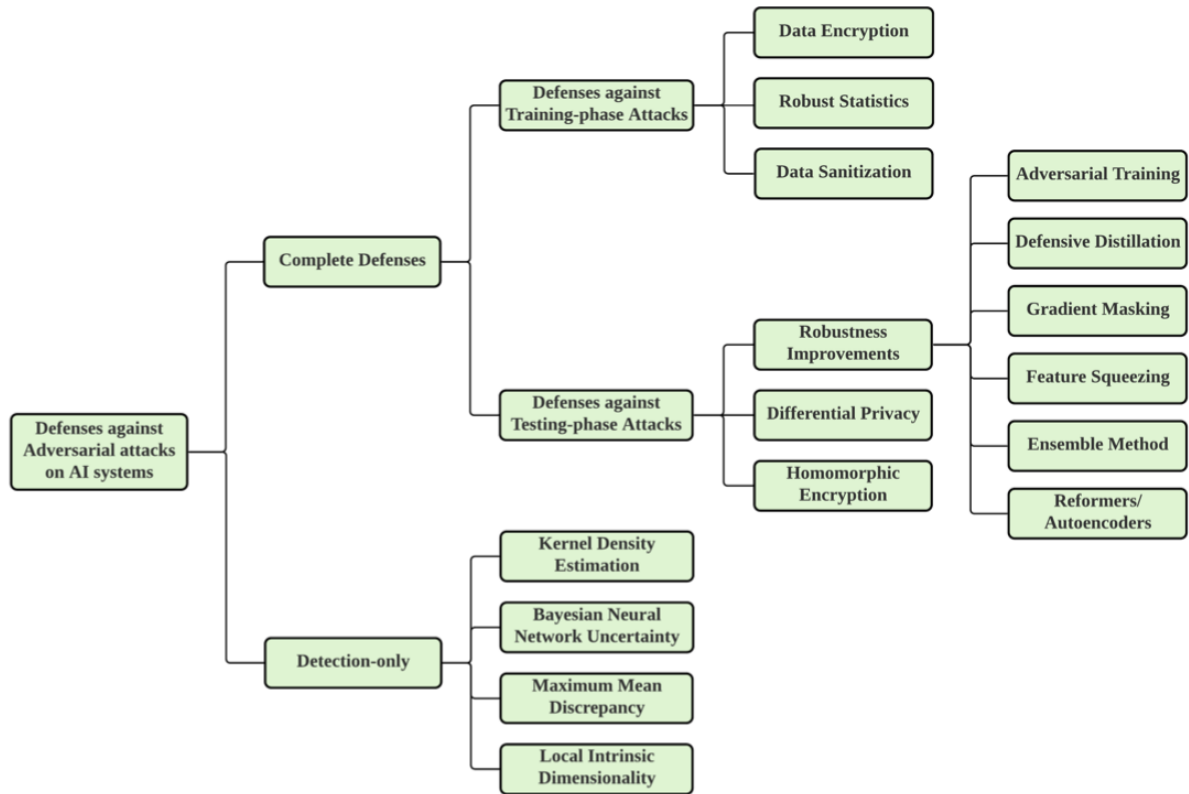 Defenses against
Adversarial attacks
on AI systems
Complete Defenses
Defenses against
Training-phase Attacks
Data Encryption
Robust Statistics
Data Sanitization
Defenses against
Testing-phase Attacks
Robustness
Improvements
Adversarial Training
Defensive Distillation
Gradient Masking
Feature Squeezing
Ensemble Method
Reformers/
Autoencoders
Differential Privacy
Homomorphic
Encryption
Detection-only
Kernel Density
Estimation
Bayesian Neural
Network Uncertainty
Maximum Mean
Discrepancy
Local Intrinsic
Dimensionality